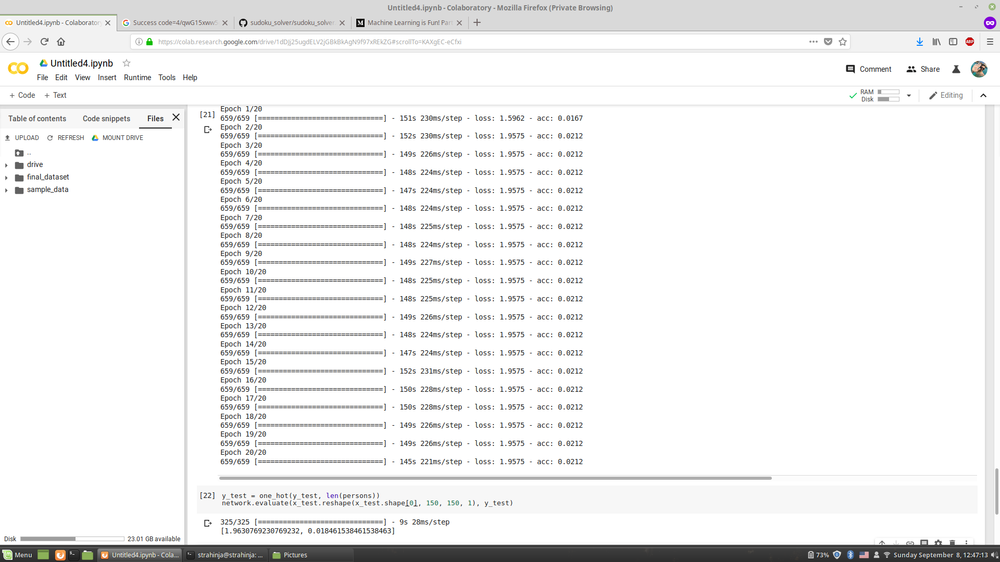 Untitled4.ipynb - Colaboratory - Mozilla Firefox (Private Browsing)
Untitled4.ipynb - Colaboratory
Success code=4/qwG15xww5
sudoku_solver/sudoku_solver
Machine Learning is Fun! Part
https://colab.research.google.com/drive/1dDJj25ugdELV2jGBkBkAgN9f97xREkZG#scrollTo=KAXgEC-eCfxi
ABP
Untitled4.ipynb
Comment
Share
File Edit View Insert Runtime Tools Help
+ Code + Text
RAM
Disk
Editing
Table of contents Code snippets Files
UPLOAD REFRESH MOUNT DRIVE
..
drive
final_dataset
sample_data
Disk 23.01 GB available
[21]
Epoch 1/20
659/659 [==============================] - 151s 230ms/step - loss: 1.5962 - acc: 0.0167
Epoch 2/20
659/659 [==============================] - 152s 230ms/step - loss: 1.9575 - acc: 0.0212
Epoch 3/20
659/659 [==============================] - 149s 226ms/step - loss: 1.9575 - acc: 0.0212
Epoch 4/20
659/659 [==============================] - 148s 224ms/step - loss: 1.9575 - acc: 0.0212
Epoch 5/20
659/659 [==============================] - 147s 224ms/step - loss: 1.9575 - acc: 0.0212
Epoch 6/20
659/659 [==============================] - 148s 224ms/step - loss: 1.9575 - acc: 0.0212
Epoch 7/20
659/659 [==============================] - 148s 225ms/step - loss: 1.9575 - acc: 0.0212
Epoch 8/20
659/659 [==============================] - 148s 224ms/step - loss: 1.9575 - acc: 0.0212
Epoch 9/20
659/659 [==============================] - 149s 227ms/step - loss: 1.9575 - acc: 0.0212
Epoch 10/20
659/659 [==============================] - 148s 225ms/step - loss: 1.9575 - acc: 0.0212
Epoch 11/20
659/659 [==============================] - 148s 225ms/step - loss: 1.9575 - acc: 0.0212
Epoch 12/20
659/659 [==============================] - 149s 226ms/step - loss: 1.9575 - acc: 0.0212
Epoch 13/20
659/659 [==============================] - 148s 224ms/step - loss: 1.9575 - acc: 0.0212
Epoch 14/20
659/659 [==============================] - 147s 224ms/step - loss: 1.9575 - acc: 0.0212
Epoch 15/20
659/659 [==============================] - 152s 231ms/step - loss: 1.9575 - acc: 0.0212
Epoch 16/20
659/659 [==============================] - 150s 228ms/step - loss: 1.9575 - acc: 0.0212
Epoch 17/20
659/659 [==============================] - 150s 228ms/step - loss: 1.9575 - acc: 0.0212
Epoch 18/20
659/659 [==============================] - 149s 226ms/step - loss: 1.9575 - acc: 0.0212
Epoch 19/20
659/659 [==============================] - 149s 226ms/step - loss: 1.9575 - acc: 0.0212
Epoch 20/20
659/659 [==============================] - 145s 221ms/step - loss: 1.9575 - acc: 0.0212
[22] y_test = one_hot(y_test, len(persons))
network.evaluate(x_test.reshape(x_test.shape[0], 150, 150, 1), y_test)
325/325 [==============================] - 9s 28ms/step
[1.9630769230769232, 0.018461538461538463]
Menu
Untitled4.ipynb - Cola...
strahinja@strahinja: ...
Pictures
73%
Sunday September 8, 12:47:13